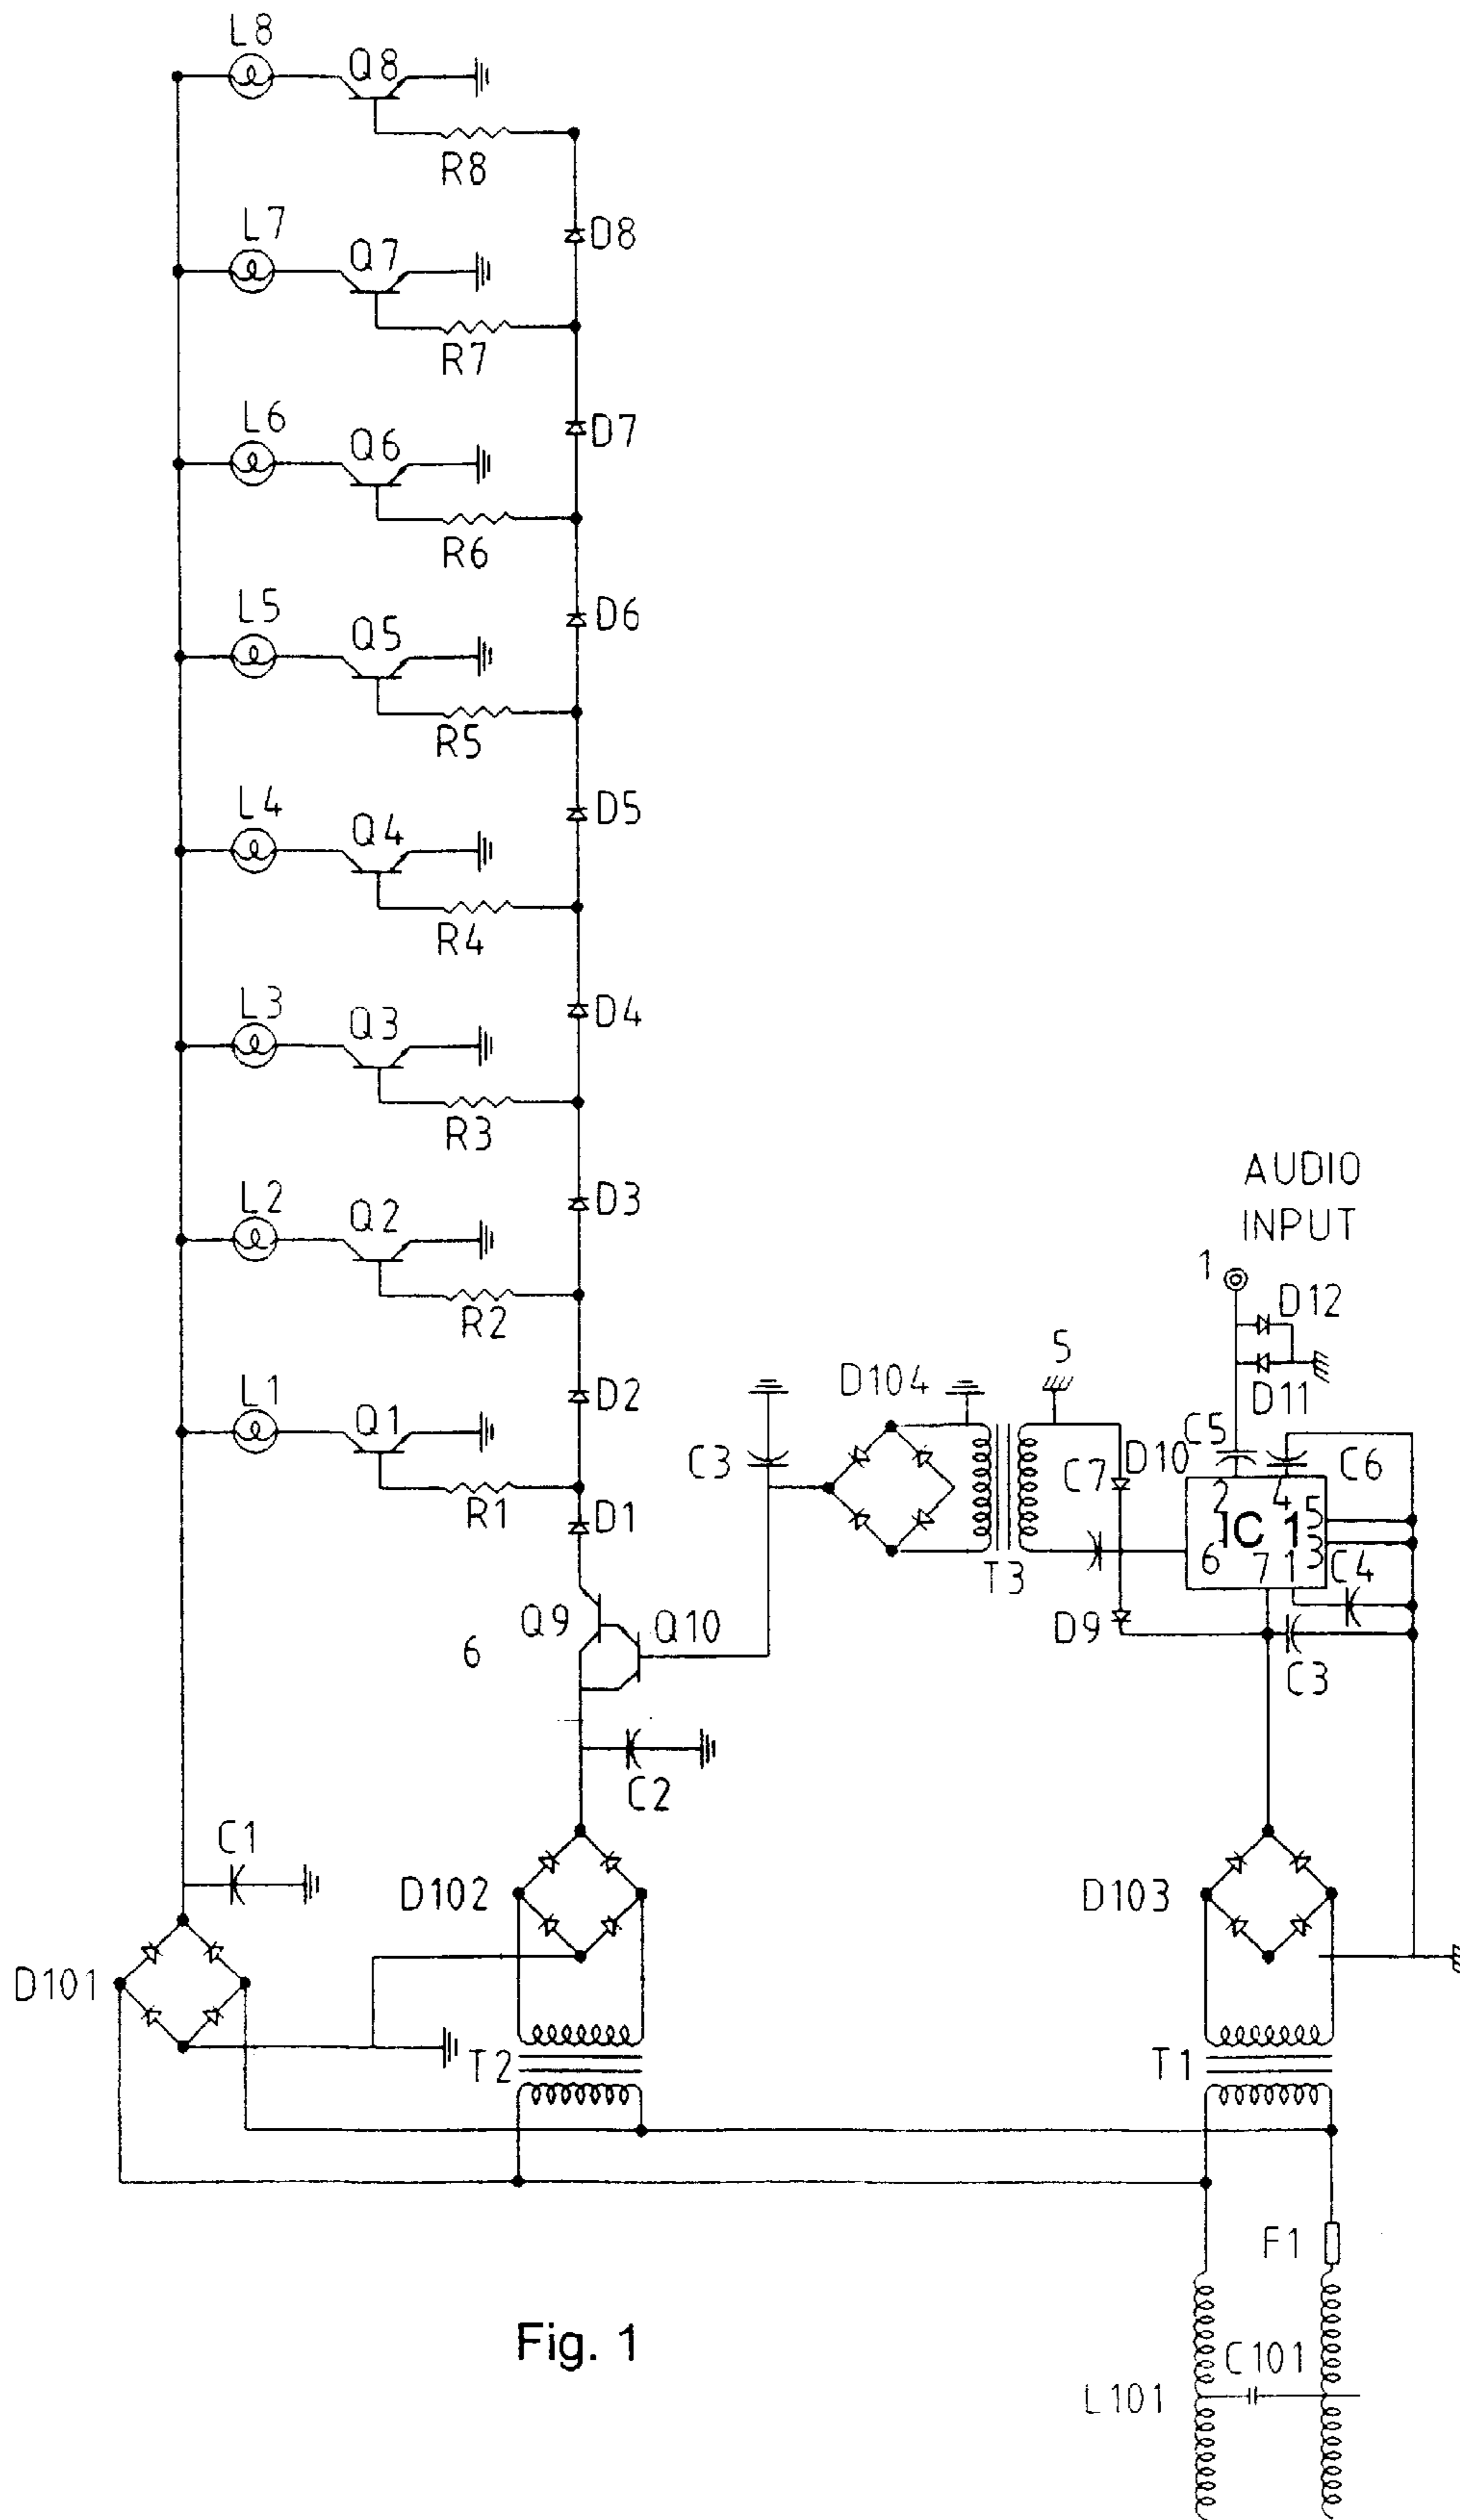 L8
Q8
R8
L7
Q7
D8
R7
L6
Q6
D7
R6
L5
Q5
D6
R5
L4
Q4
D5
R4
L3
Q3
D4
R3
AUDIO
INPUT
L2
Q2
D3
1
D12
R2
5
D104
D11
L1
Q1
D2
C5
C3
C7
D10
C6
R1
D1
2
4
5
IC 1
3
6
7
1
T3
C4
Q9
Q10
D9
6
C3
C2
C1
D102
D103
D101
T2
T1
F1
Fig. 1
C101
L101